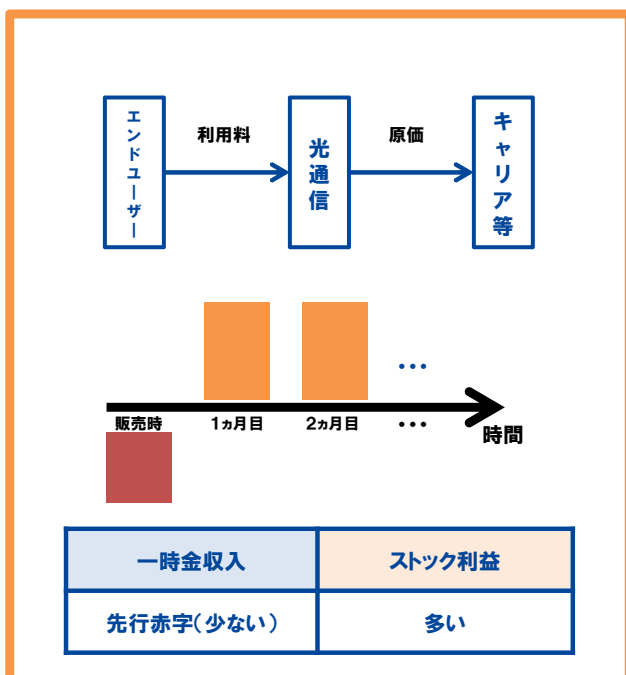 エンドユーザー
利用料
光通信
原価
キャリア等
…
販売時
1ヵ月目
2ヵ月目
…
時間
一時金収入
ストック利益
先行赤字(少ない)
多い